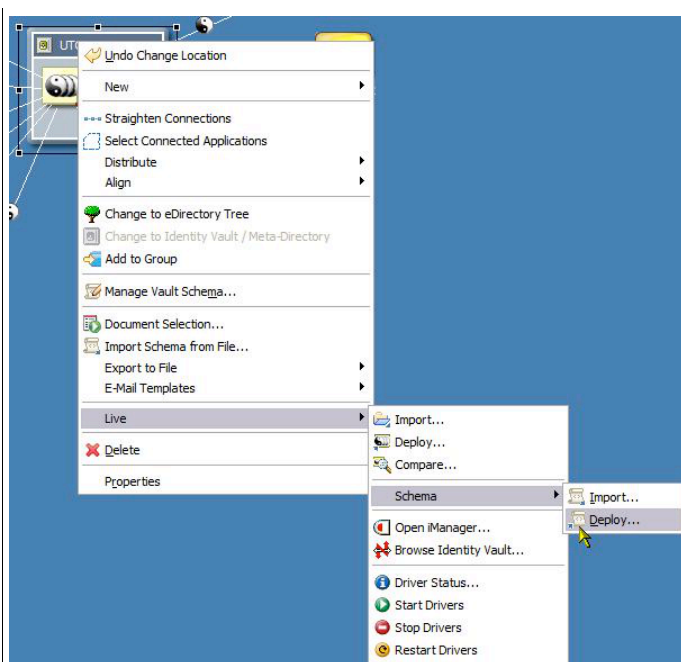 UTO
Undo Change Location
New
Straighten Connections
Select Connected Applications
Distribute
Align
Change to eDirectory Tree
Change to Identity Vault / Meta-Directory
Add to Group
Manage Vault Schema...
Document Selection...
Import Schema from File...
Export to File
E-Mail Templates
Live
Delete
Properties
Import...
Deploy...
Compare...
Schema
Open iManager...
Browse Identity Vault...
Driver Status...
Start Drivers
Stop Drivers
Restart Drivers
Import...
Deploy...